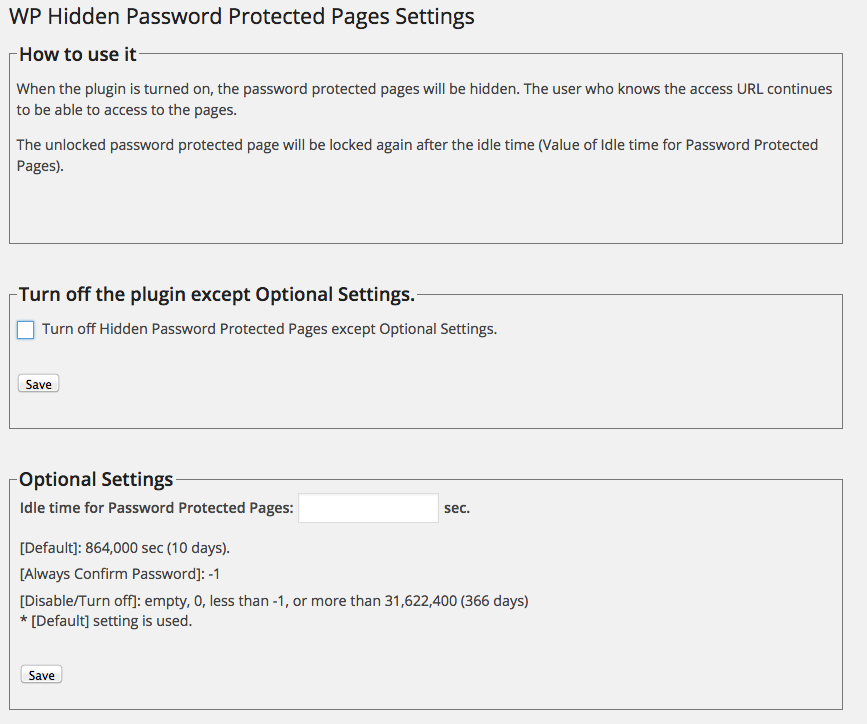 WP Hidden Password Protected Pages Settings
How to use it
When the plugin is turned on, the password protected pages will be hidden. The user who knows the access URL continues
to be able to access to the pages.
The unlocked password protected page will be locked again after the idle time (Value of Idle time for Password Protected
Pages).
Turn off the plugin except Optional Settings.
Turn off Hidden Password Protected Pages except Optional Settings.
Save
Optional Settings
Idle time for Password Protected Pages: sec.
[Default]: 864,000 sec (10 days).
[Always Confirm Password]: -1
[Disable/Turn off]: empty, 0, less than -1, or more than 31,622,400 (366 days)
* [Default] setting is used.
Save